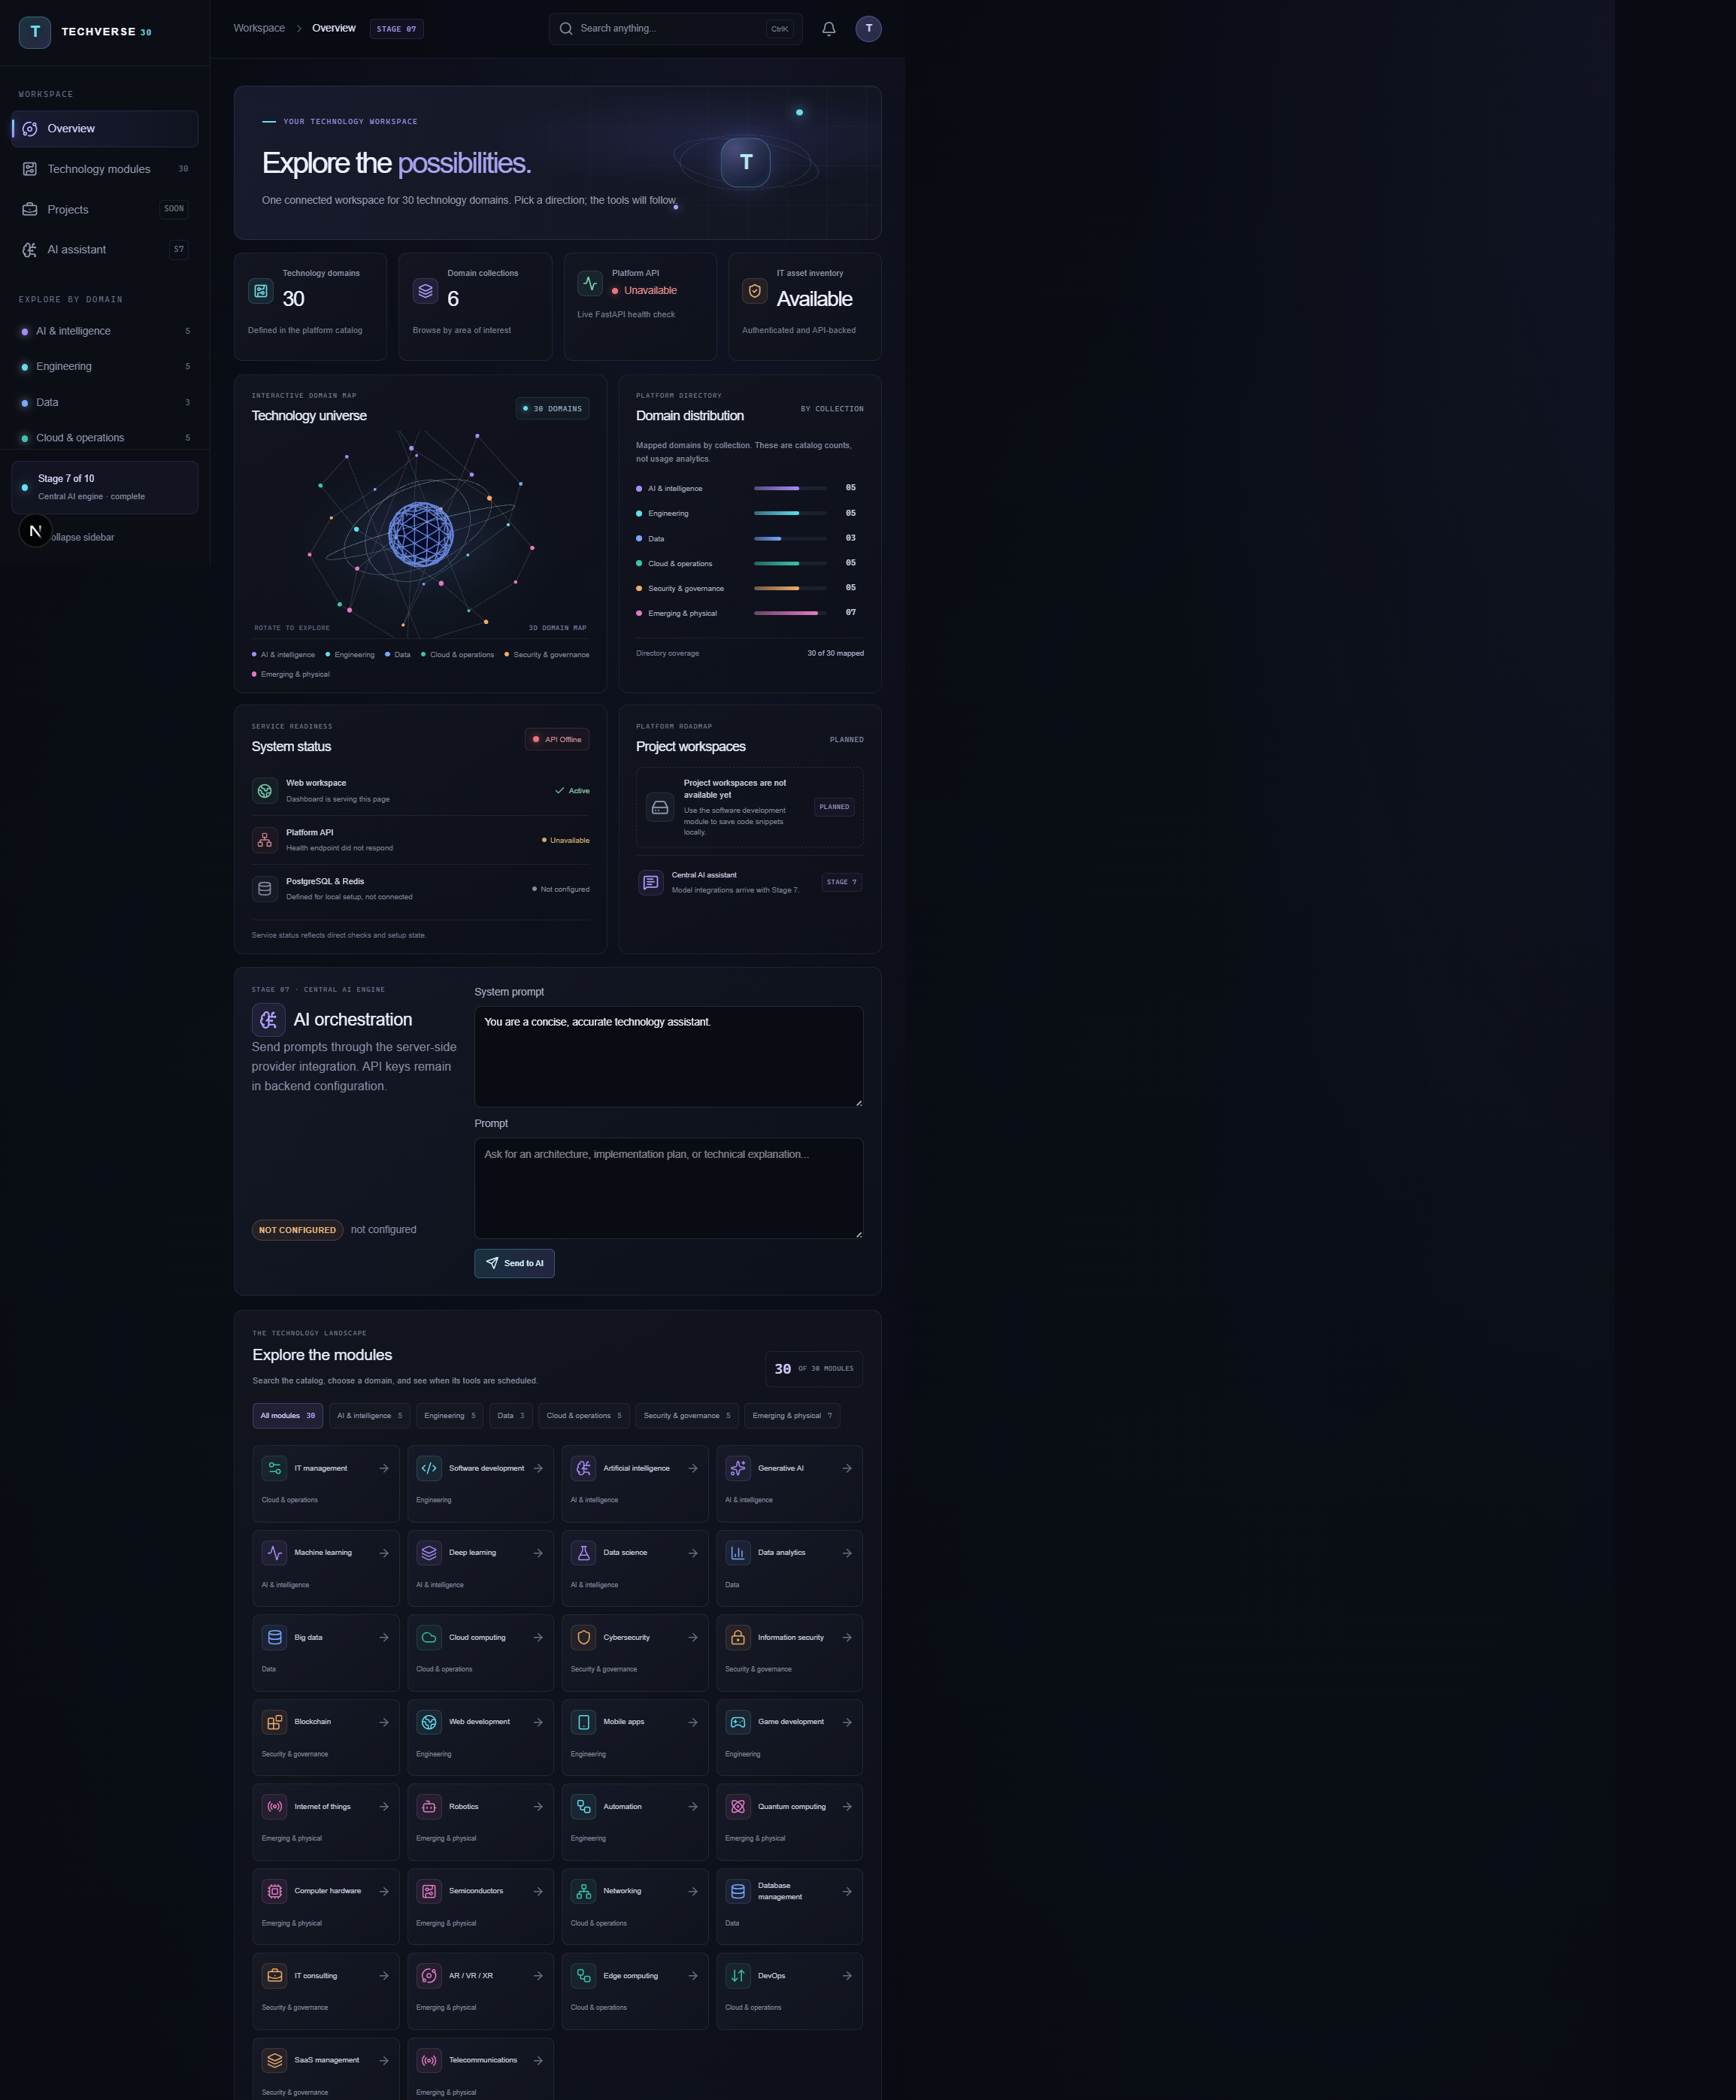 T
TECHVERSE 30
WORKSPACE
Overview
Technology modules 30
Projects SOON
AI assistant S7
EXPLORE BY DOMAIN
AI & intelligence 5
Engineering 5
Data 3
Cloud & operations 5
Stage 7 of 10
Central AI engine · complete
N
ollapse sidebar
Workspace > Overview STAGE 07
Search anything... CtrlK
T
YOUR TECHNOLOGY WORKSPACE
Explore the possibilities.
One connected workspace for 30 technology domains. Pick a direction; the tools will follow.
T
Technology domains
30
Defined in the platform catalog
Domain collections
6
Browse by area of interest
Platform API
Unavailable
Live FastAPI health check
IT asset inventory
Available
Authenticated and API-backed
INTERACTIVE DOMAIN MAP
Technology universe
30 DOMAINS
ROTATE TO EXPLORE
3D DOMAIN MAP
AI & intelligence Engineering Data Cloud & operations Security & governance
Emerging & physical
PLATFORM DIRECTORY
Domain distribution
BY COLLECTION
Mapped domains by collection. These are catalog counts,
not usage analytics.
AI & intelligence 05
Engineering 05
Data 03
Cloud & operations 05
Security & governance 05
Emerging & physical 07
Directory coverage 30 of 30 mapped
SERVICE READINESS
System status
API Offline
Web workspace
Dashboard is serving this page
Active
Platform API
Health endpoint did not respond
Unavailable
PostgreSQL & Redis
Defined for local setup, not connected
Not configured
Service status reflects direct checks and setup state.
PLATFORM ROADMAP
Project workspaces
PLANNED
Project workspaces are not
available yet
Use the software development
module to save code snippets
locally.
PLANNED
Central AI assistant
Model integrations arrive with Stage 7.
STAGE 7
STAGE 07 · CENTRAL AI ENGINE
AI orchestration
Send prompts through the server-side
provider integration. API keys remain
in backend configuration.
NOT CONFIGURED not configured
System prompt
You are a concise, accurate technology assistant.
Prompt
Ask for an architecture, implementation plan, or technical explanation...
Send to AI
THE TECHNOLOGY LANDSCAPE
Explore the modules
Search the catalog, choose a domain, and see when its tools are scheduled.
30 OF 30 MODULES
All modules 30 AI & intelligence 5 Engineering 5 Data 3 Cloud & operations 5 Security & governance 5 Emerging & physical 7
IT management
Cloud & operations
Software development
Engineering
Artificial intelligence
AI & intelligence
Generative AI
AI & intelligence
Machine learning
AI & intelligence
Deep learning
AI & intelligence
Data science
AI & intelligence
Data analytics
Data
Big data
Data
Cloud computing
Cloud & operations
Cybersecurity
Security & governance
Information security
Security & governance
Blockchain
Security & governance
Web development
Engineering
Mobile apps
Engineering
Game development
Engineering
Internet of things
Emerging & physical
Robotics
Emerging & physical
Automation
Engineering
Quantum computing
Emerging & physical
Computer hardware
Emerging & physical
Semiconductors
Emerging & physical
Networking
Cloud & operations
Database
management
Data
IT consulting
Security & governance
AR / VR / XR
Emerging & physical
Edge computing
Cloud & operations
DevOps
Cloud & operations
SaaS management
Security & governance
Telecommunications
Emerging & physical